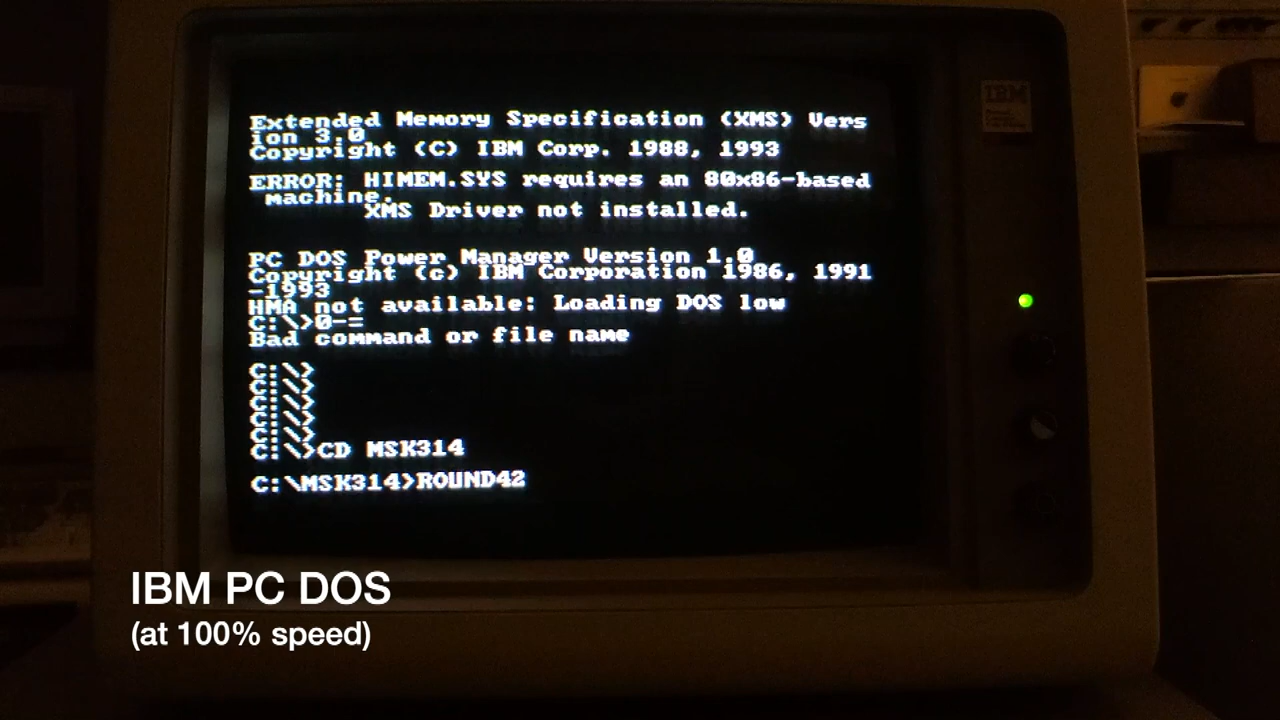 Extended Memory Specification (XMS) Vers
ion 3.0
Copyright (C) IBM Corp. 1988, 1993
ERROR: HIMEM.SYS requires an 80x86-based
machine.
XMS Driver not installed.
PC DOS Power Manager Version 1.0
Copyright (c) IBM Corporation 1986, 1991
-1993
HMA not available: Loading DOS low
C:\>0-=
Bad command or file name
C:\>
C:\>
C:\>
C:\>
C:\>
C:\>CD MSK314
C:\MSK314>ROUND42
IBM
IBM PC DOS
(at 100% speed)